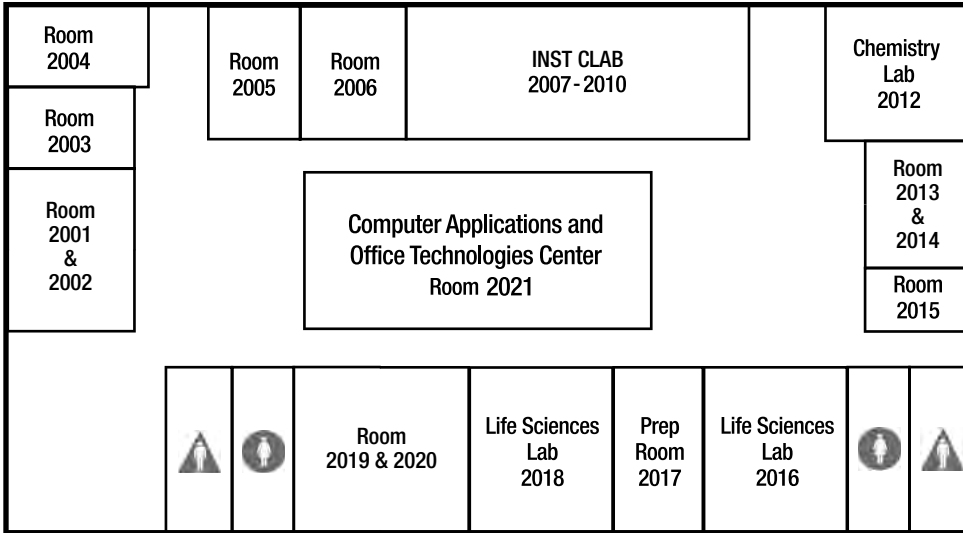 Room
2004
Room
2003
Room
2001
&
2002
Room
2005
Room
2006
INST CLAB
2007-2010
Chemistry
Lab
2012
Room
2013
&
2014
Room
2015
Computer Applications and
Office Technologies Center
Room 2021
Room
2019 & 2020
Life Sciences
Lab
2018
Prep
Room
2017
Life Sciences
Lab
2016